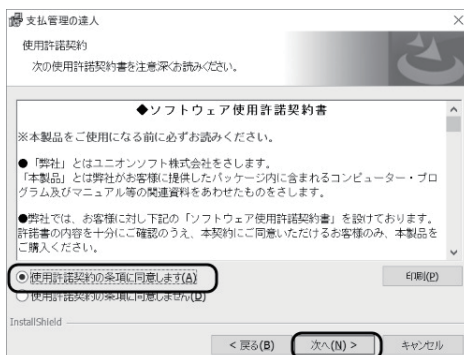 支払管理の達人
使用許諾契約
次の使用許諾契約書を注意深くお読みください。
◆ソフトウェア使用許諾契約書
※本製品をご使用になる前に必ずお読みください。
●「弊社」とはユニオンソフト株式会社をさします。
「本製品」とは弊社がお客様に提供したパッケージ内に含まれるコンピューター・プロ
グラム及びマニュアル等の関連資料をあわせたものをさします。
●弊社では、お客様に対し下記の「ソフトウェア使用許諾契約書」を設けております。
許諾書の内容を十分にご確認のうえ、本契約にご同意いただけるお客様のみ、本製品を
ご購入ください。
使用許諾契約の条項に同意します(A)
印刷(P)
使用許諾契約の条項に同意しません(D)
InstallShield
< 戻る(B)
次へ(N) >
キャンセル